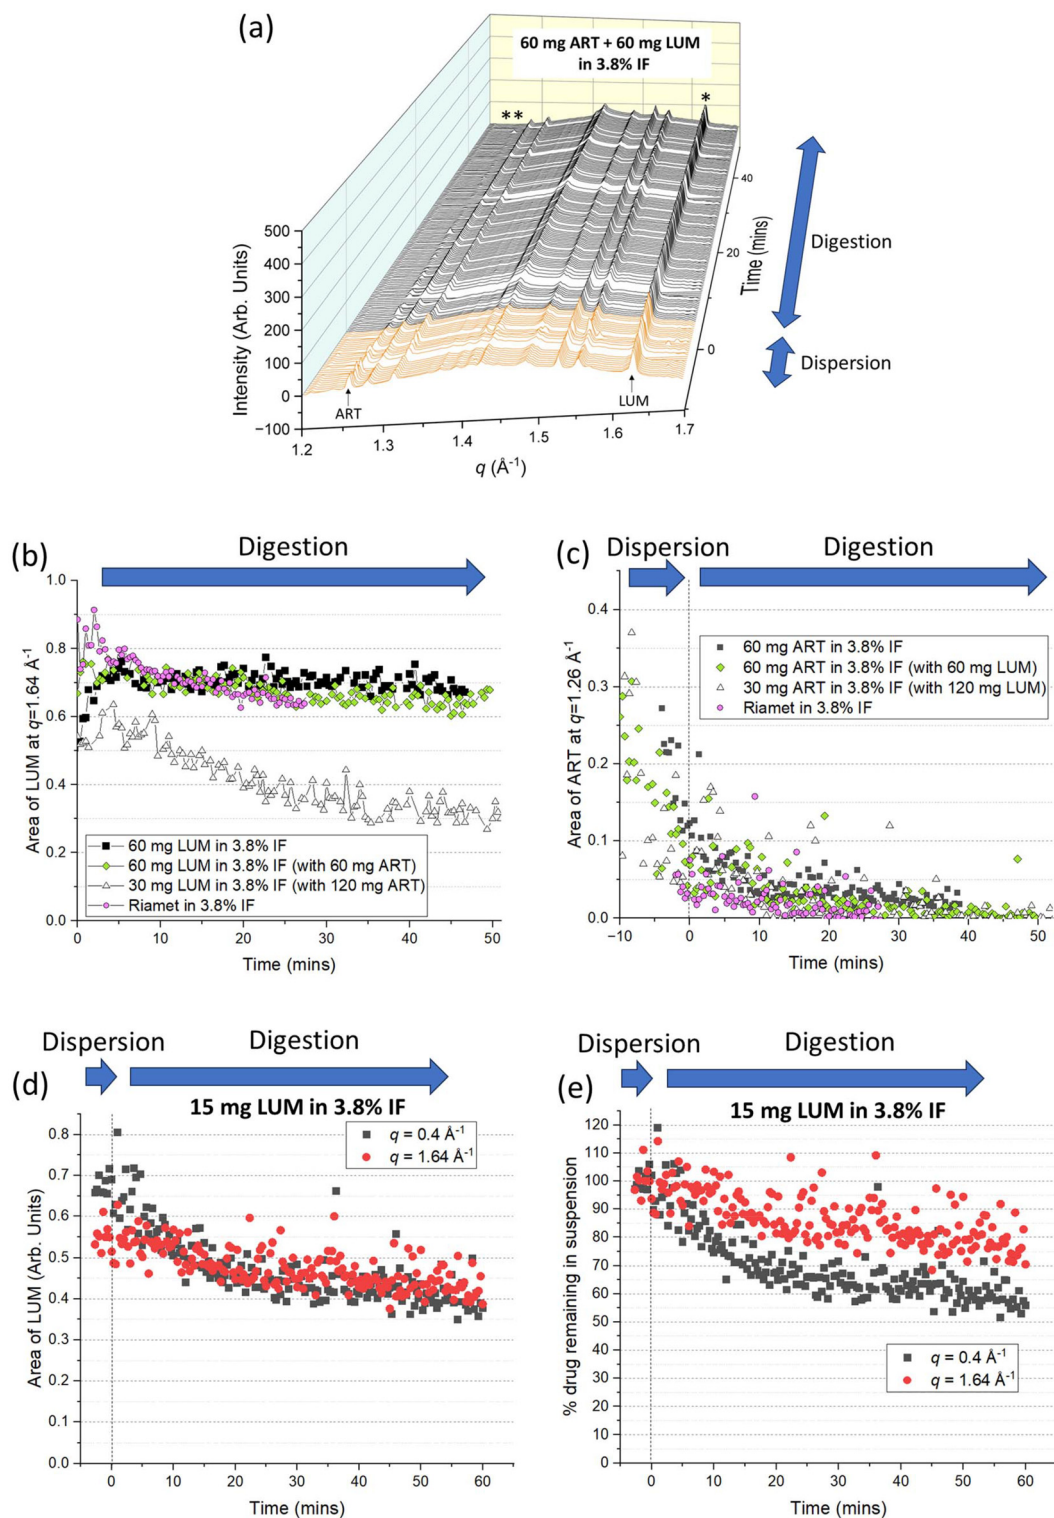 (a)
60 mg ART + 60 mg LUM
in 3.8% IF
**
*
Intensity (Arb. Units)
500
400
300
200
100
0
−100
ART
LUM
1.2
1.3
1.4
1.5
1.6
1.7
q (Å⁻¹)
0
20
40
Time (mins)
Digestion
Dispersion
(b)
Digestion
Area of LUM at q=1.64 Å⁻¹
1.0
0.8
0.6
0.4
0.2
0.0
60 mg LUM in 3.8% IF
60 mg LUM in 3.8% IF (with 60 mg ART)
30 mg LUM in 3.8% IF (with 120 mg ART)
Riamet in 3.8% IF
0
10
20
30
40
50
Time (mins)
(c)
Dispersion
Digestion
Area of ART at q=1.26 Å⁻¹
0.4
0.3
0.2
0.1
0.0
60 mg ART in 3.8% IF
60 mg ART in 3.8% IF (with 60 mg LUM)
30 mg ART in 3.8% IF (with 120 mg LUM)
Riamet in 3.8% IF
−10
0
10
20
30
40
50
Time (mins)
(d)
Dispersion
Digestion
15 mg LUM in 3.8% IF
q = 0.4 Å⁻¹
q = 1.64 Å⁻¹
Area of LUM (Arb. Units)
0.8
0.7
0.6
0.5
0.4
0.3
0.2
0.1
0.0
0
10
20
30
40
50
60
Time (mins)
(e)
Dispersion
Digestion
15 mg LUM in 3.8% IF
% drug remaining in suspension
120
110
100
90
80
70
60
50
40
30
20
10
0
q = 0.4 Å⁻¹
q = 1.64 Å⁻¹
0
10
20
30
40
50
60
Time (mins)